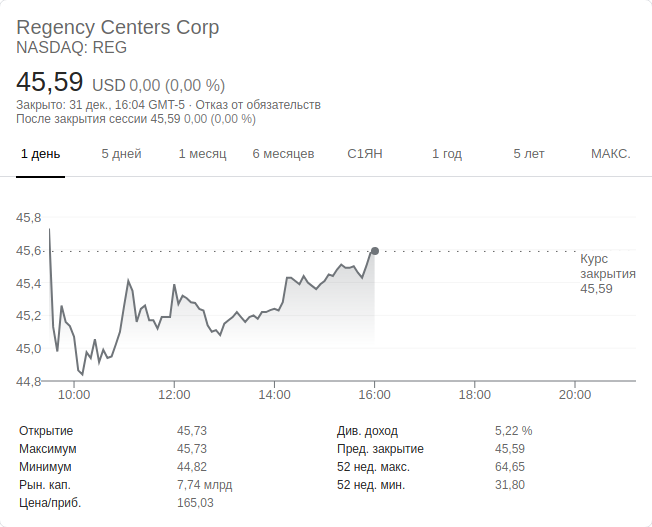 Regency Centers Corp
NASDAQ: REG
45,59 USD 0,00 (0,00 %)
Закрыто: 31 дек., 16:04 GMT-5 · Отказ от обязательств
После закрытия сессии 45,59 0,00 (0,00 %)
1 день 5 дней 1 месяц 6 месяцев С1ЯН 1 год 5 лет МАКС.
45,8
45,6
45,4
45,2
45,0
44,8
Курс
закрытия
45,59
10:00 12:00 14:00 16:00 18:00 20:00
Открытие 45,73 Див. доход 5,22 %
Максимум 45,73 Пред. закрытие 45,59
Минимум 44,82 52 нед. макс. 64,65
Рын. кап. 7,74 млрд 52 нед. мин. 31,80
Цена/приб. 165,03